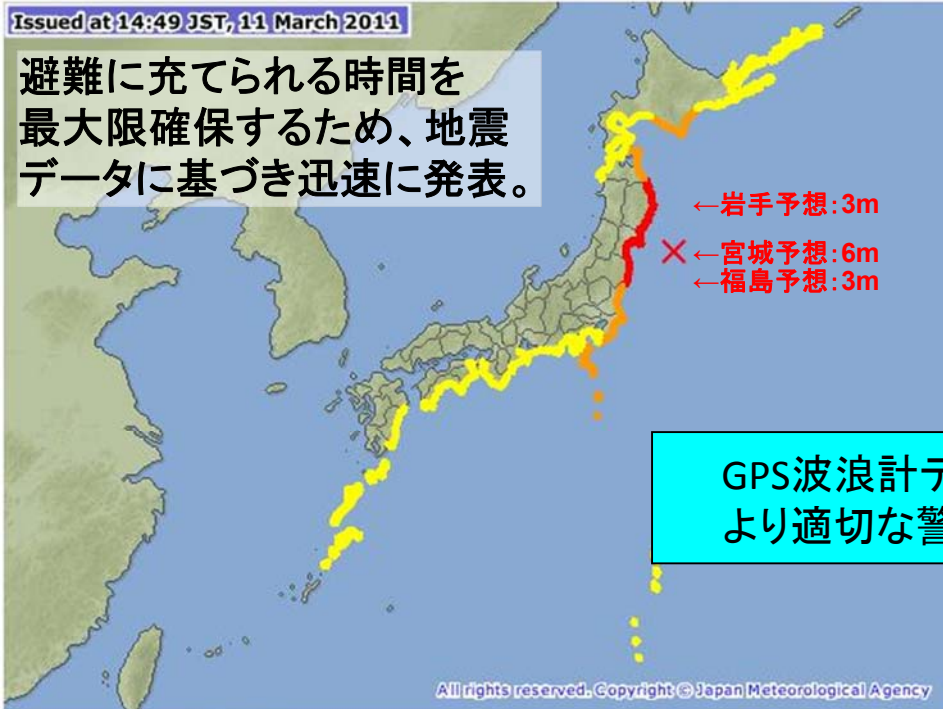 Issued at 14:49 JST, 11 March 2011
避難に充てられる時間を
最大限確保するため、地震
データに基づき迅速に発表。
←岩手予想:3m
×←宮城予想:6m
←福島予想:3m
GPS波浪計デ
より適切な警
All rights reserved. Copyright © Japan Meteorological Agency